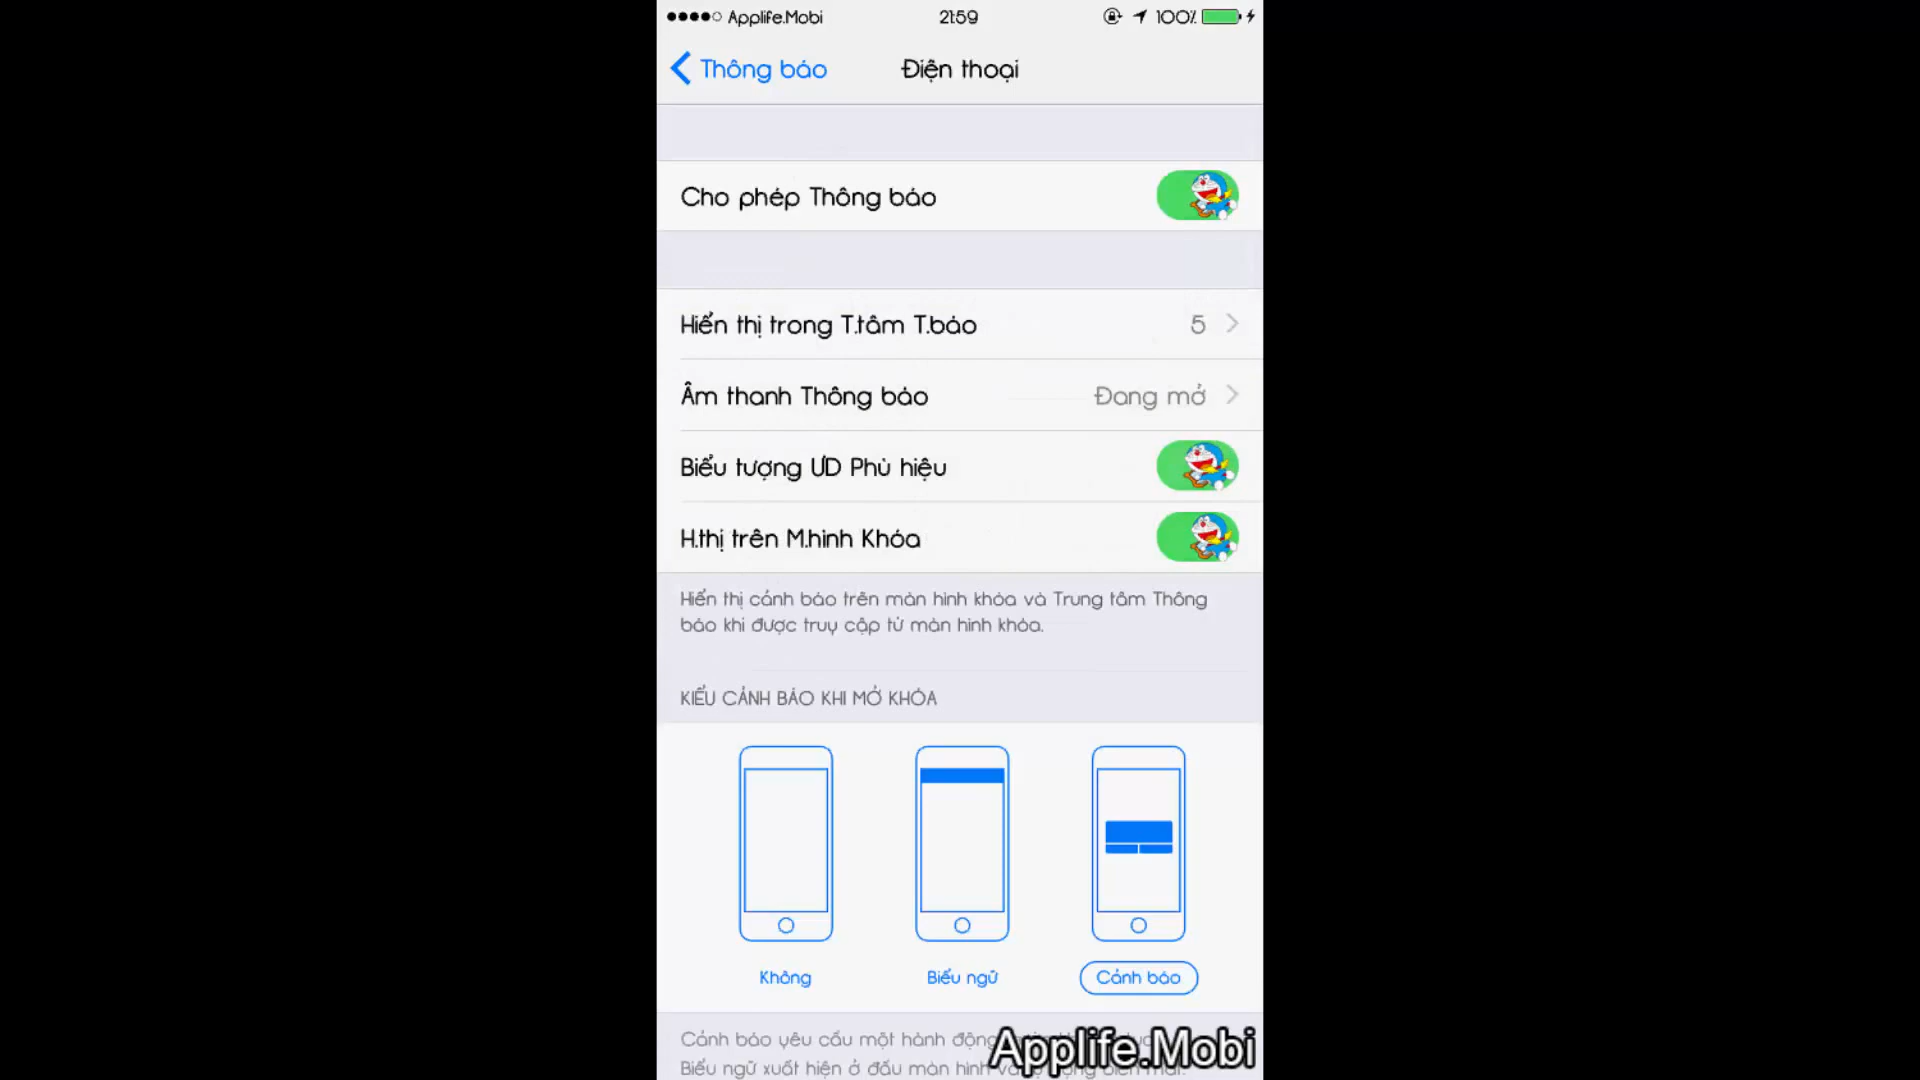 Applife.Mobi 21:59 100%
Thông báo Điện thoại
Cho phép Thông báo
Hiển thị trong T.tâm T.báo 5
Âm thanh Thông báo Đang mở
Biểu tượng ƯD Phù hiệu
H.thị trên M.hình Khóa
Hiển thị cảnh báo trên màn hình khóa và Trung tâm Thông
báo khi được truy cập từ màn hình khóa.
KIỂU CẢNH BÁO KHI MỞ KHÓA
Không Biểu ngữ Cảnh báo
Cảnh báo yêu cầu một hành động
Biểu ngữ xuất hiện ở đầu màn hình
Applife.Mobi